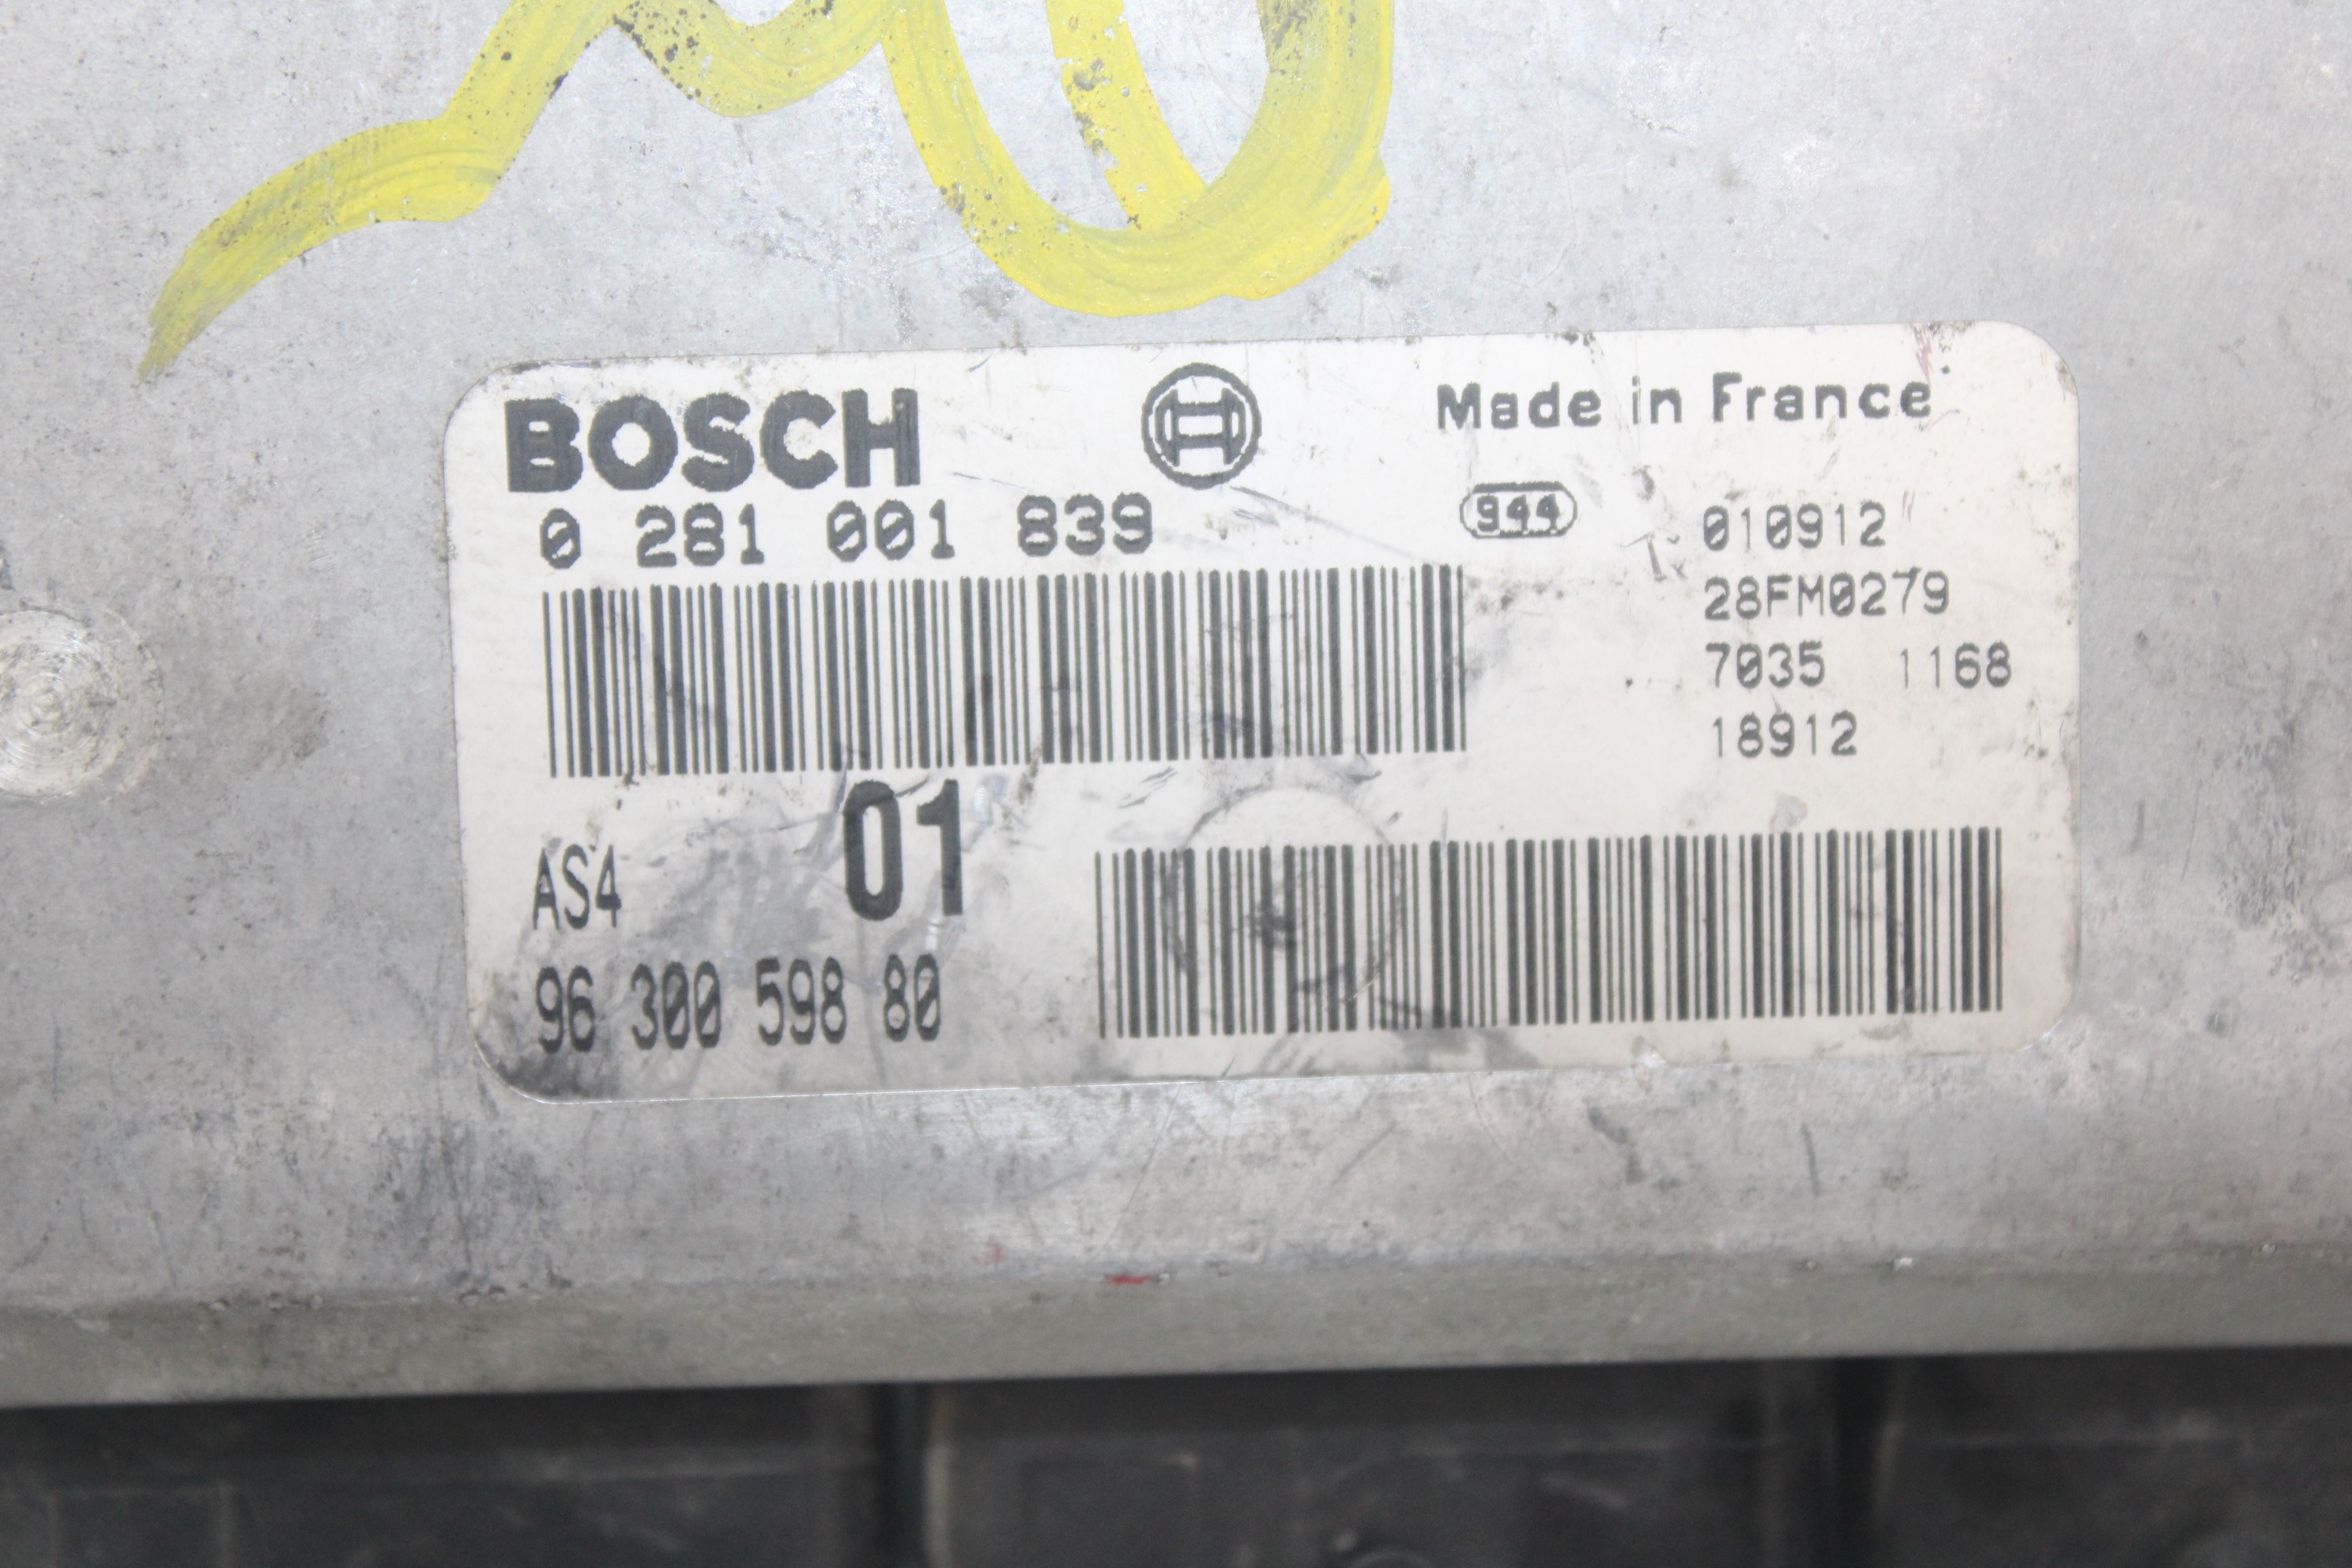 BOSCH
Made in France
0 281 001 839
944
010912
28FM0279
7035 1168
18912
AS4 01
96 300 598 80